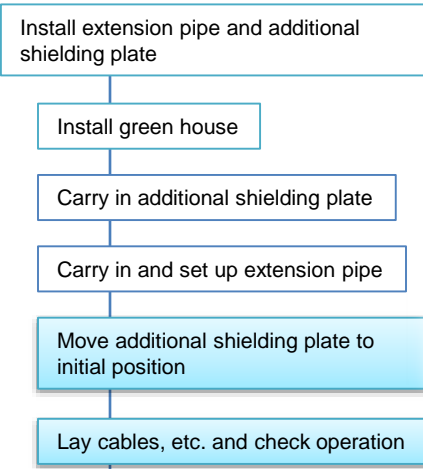 Install extension pipe and additional
shielding plate
Install green house
Carry in additional shielding plate
Carry in and set up extension pipe
Move additional shielding plate to
initial position
Lay cables, etc. and check operation